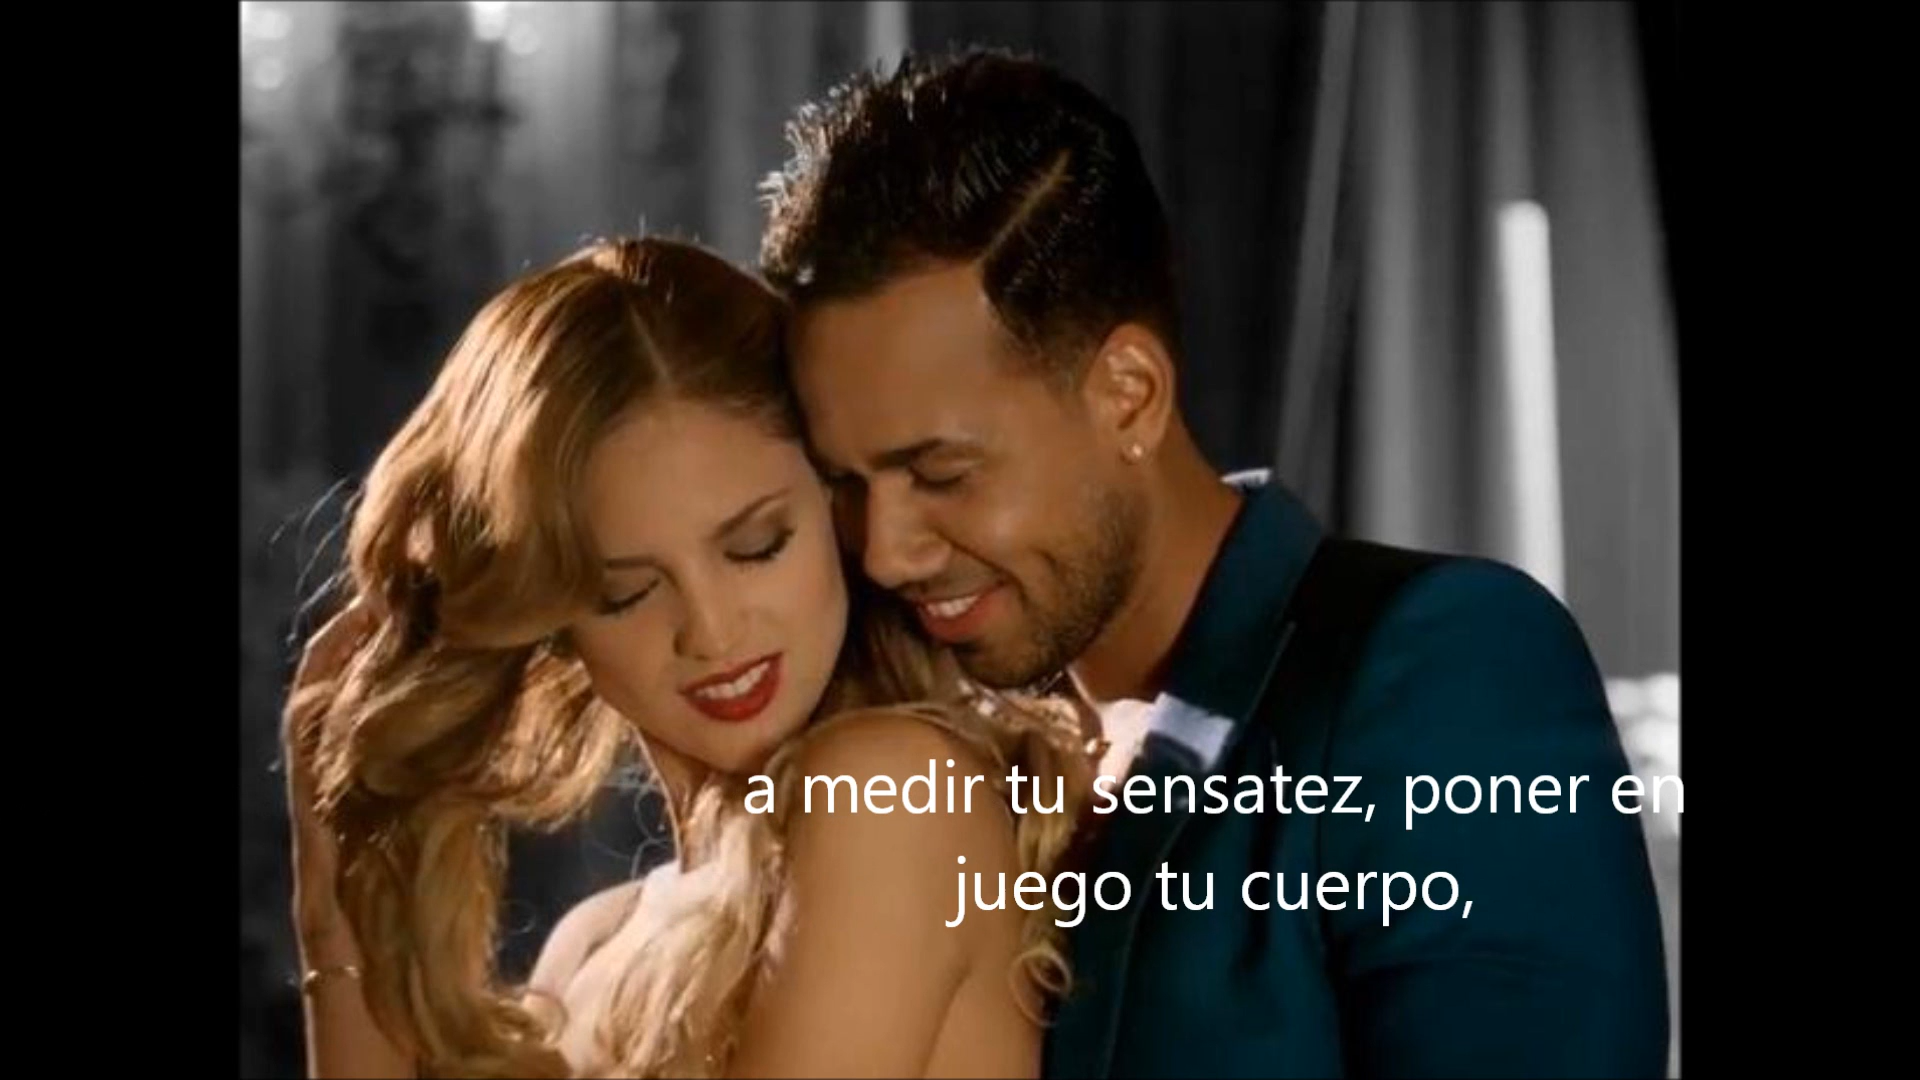 a medir tu sensatez, poner en
juego tu cuerpo,